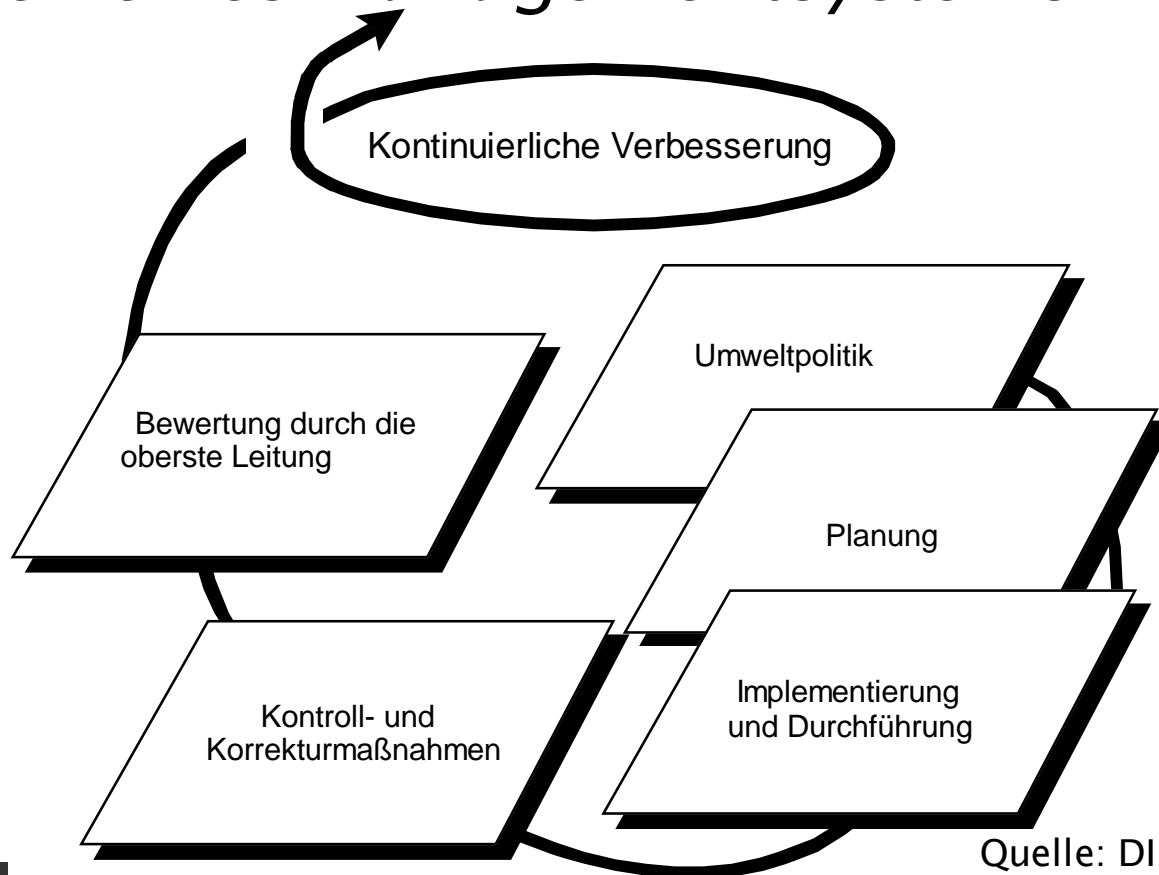 Kontinuierliche Verbesserung
Umweltpolitik
Bewertung durch die
oberste Leitung
Planung
Implementierung
und Durchführung
Kontroll- und
Korrekturmaßnahmen
Quelle: DI